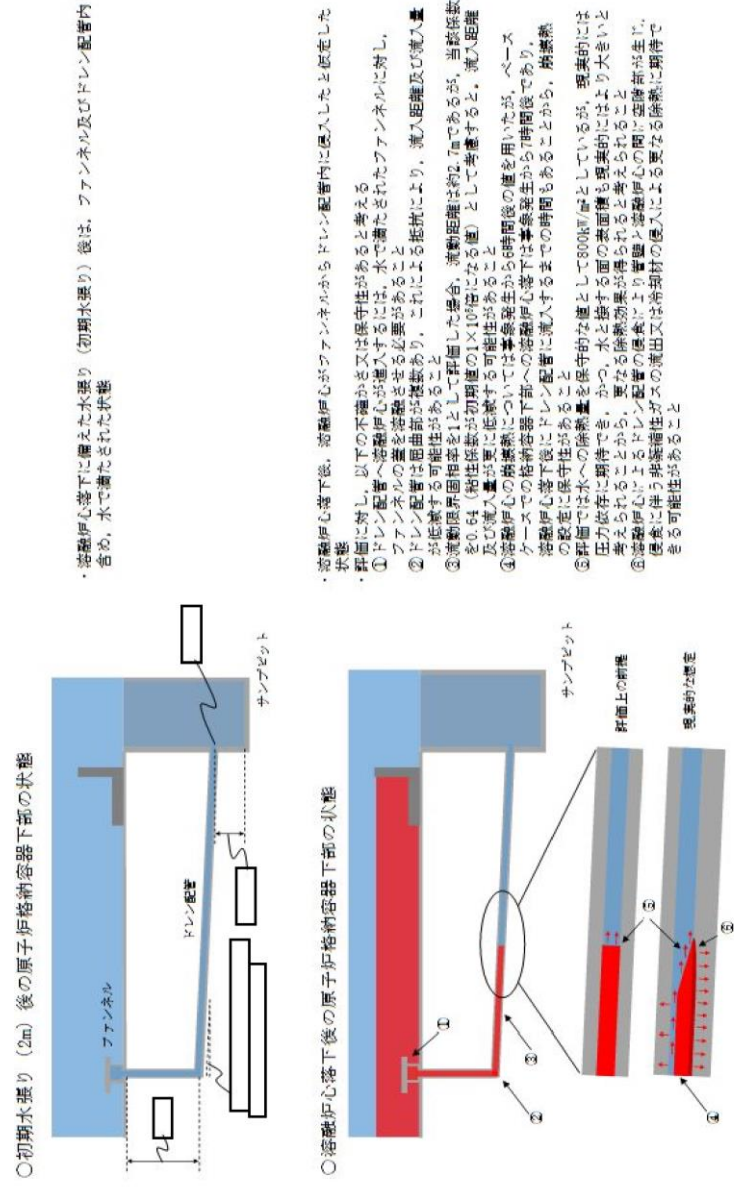 ○初期水張り（2m）後の原子炉格納容器下部の状態
ファンネル
ドレン配管
サンプピット
・溶融炉心落下に備えた水張り（初期水張り）後は，ファンネル及びドレン配管内
含め，水で満たされた状態
○溶融炉心落下後の原子炉格納容器下部の状態
①
②
③
サンプピット
評価上の前提
⑤
現実的な想定
④
⑥
・溶融炉心落下後，溶融炉心がファンネルからドレン配管内に侵入したと仮定した
状態
・評価に対し，以下の不確かさ又は保守性があると考える
①ドレン配管へ溶融炉心が進入するには，水で満たされたファンネルに対し，
ファンネルの蓋を溶融させる必要があること
②ドレン配管は屈曲部が複数あり，これによる抵抗により，流入距離及び流入量
が低減する可能性があること
③流動限界固相率を1として評価した場合，流動距離は約2.7mであるが，当該係数
を0.64（粘性係数が初期値の1×10⁵倍になる値）として考慮すると，流入距離
及び流入量が更に低減する可能性があること
④溶融炉心の崩壊熱については事象発生から6時間後の値を用いたが，ベース
ケースでの格納容器下部への溶融炉心落下は事象発生から7時間後であり，
溶融炉心落下後にドレン配管に流入するまでの時間もあることから，崩壊熱
の設定に保守性があること
⑤評価では水への除熱量を保守的な値として800kW/m²としているが，現実的には
圧力依存に期待でき，かつ，水と接する面の表面積も現実的にはより大きいと
考えられることから，更なる除熱効果が得られると考えられること
⑥溶融炉心によるドレン配管の侵食により管壁と溶融炉心の間に空隙部が生じ，
侵食に伴う非凝縮性ガスの流出又は冷却材の侵入による更なる除熱に期待で
きる可能性があること